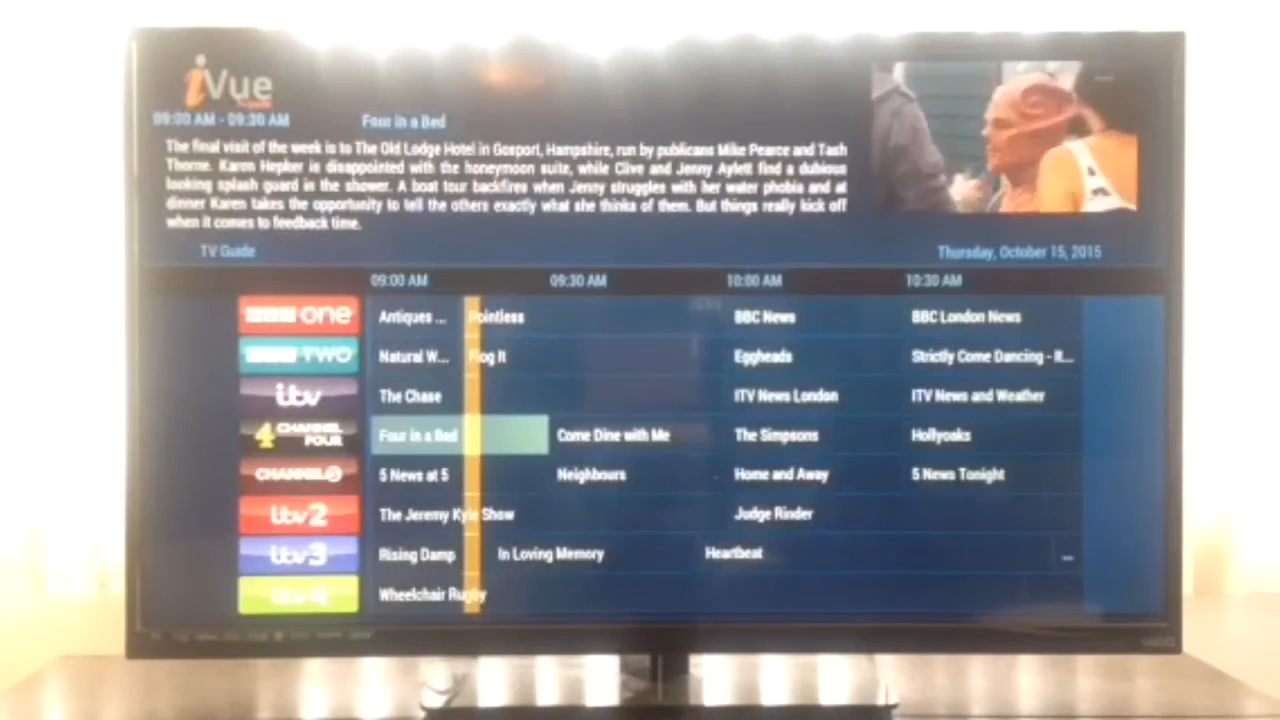 iVue
09:00 AM - 09:30 AM Four in a Bed
The final visit of the week is to The Old Lodge Hotel in Gosport, Hampshire, run by publicans Mike Pearce and Tash
Thorne. Karen Hepker is disappointed with the honeymoon suite, while Clive and Jenny Aylett find a dubious
looking splash guard in the shower. A boat tour backfires when Jenny struggles with her water phobia and at
dinner Karen takes the opportunity to tell the others exactly what she thinks of them. But things really kick off
when it comes to feedback time.
TV Guide Thursday, October 15, 2015
09:00 AM 09:30 AM 10:00 AM 10:30 AM
BBC one Antiques ... Pointless BBC News BBC London News
BBC TWO Natural W... Flog It Eggheads Strictly Come Dancing - It...
itv The Chase ITV News London ITV News and Weather
4 CHANNEL FOUR Four in a Bed Come Dine with Me The Simpsons Hollyoaks
CHANNEL 5 5 News at 5 Neighbours Home and Away 5 News Tonight
itv2 The Jeremy Kyle Show Judge Rinder
itv3 Rising Damp In Loving Memory Heartbeat ...
itv4 Wheelchair Rugby
VIZIO